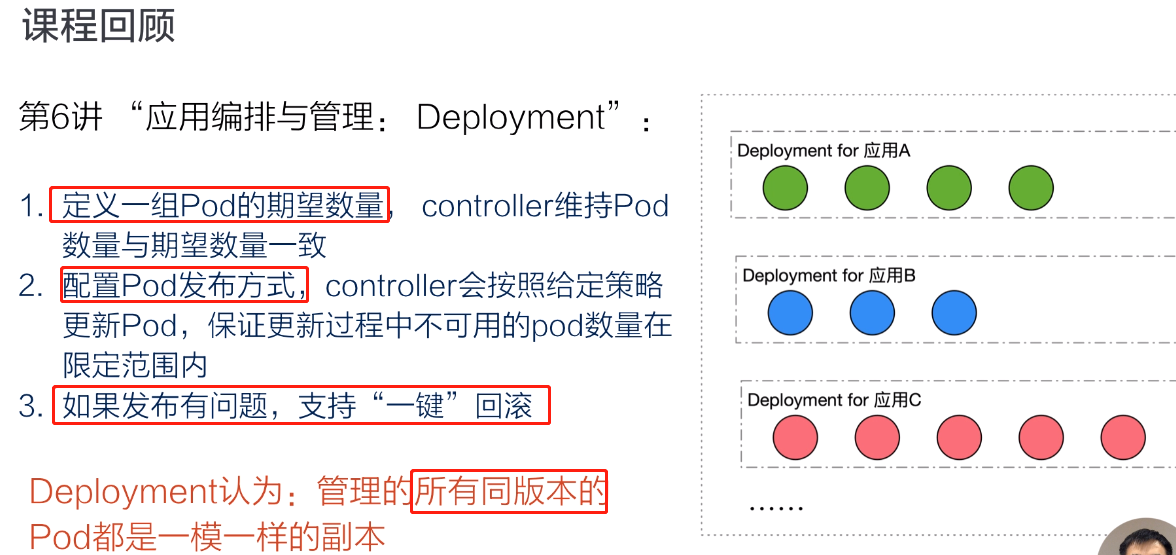 课程回顾
第6讲 “应用编排与管理： Deployment”：
1. 定义一组Pod的期望数量， controller维持Pod
数量与期望数量一致
2. 配置Pod发布方式，controller会按照给定策略
更新Pod，保证更新过程中不可用的pod数量在
限定范围内
3. 如果发布有问题，支持“一键”回滚
Deployment认为：管理的所有同版本的
Pod都是一模一样的副本
Deployment for 应用A
Deployment for 应用B
Deployment for 应用C
……